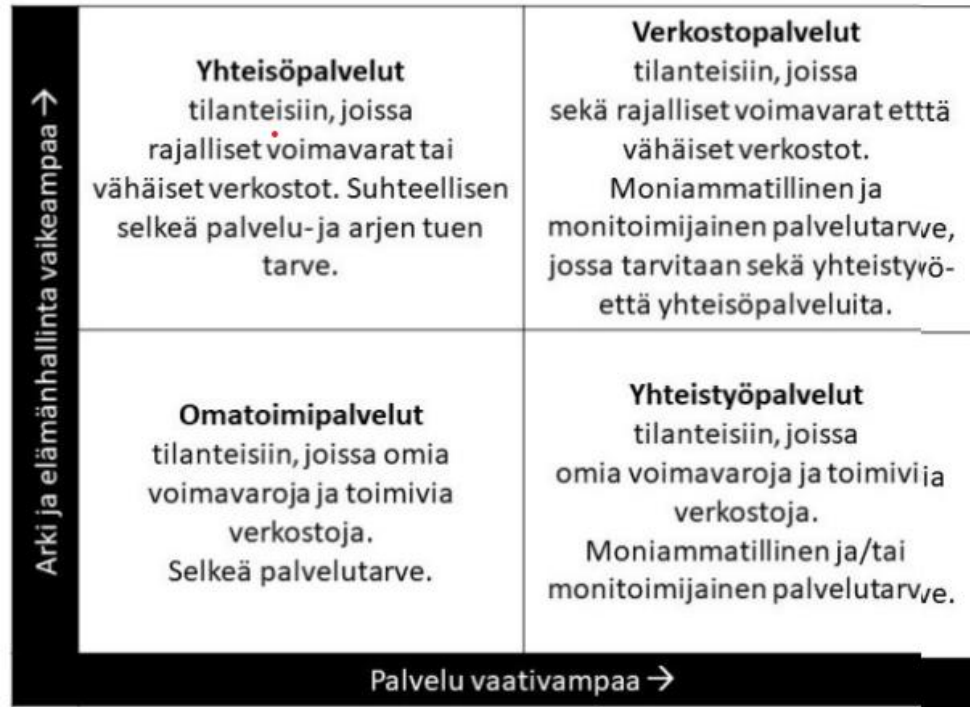 Arki ja elämänhallinta vaikeampaa →
Yhteisöpalvelut
tilanteisiin, joissa
rajalliset voimavarat tai
vähäiset verkostot. Suhteellisen
selkeä palvelu- ja arjen tuen
tarve.
Verkostopalvelut
tilanteisiin, joissa
sekä rajalliset voimavarat etttä
vähäiset verkostot.
Moniammatillinen ja
monitoimijainen palvelutarve,
jossa tarvitaan sekä yhteistyö-
että yhteisöpalveluita.
Omatoimipalvelut
tilanteisiin, joissa omia
voimavaroja ja toimivia
verkostoja.
Selkeä palvelutarve.
Yhteistyöpalvelut
tilanteisiin, joissa
omia voimavaroja ja toimivia
verkostoja.
Moniammatillinen ja/tai
monitoimijainen palvelutarve.
Palvelu vaativampaa →